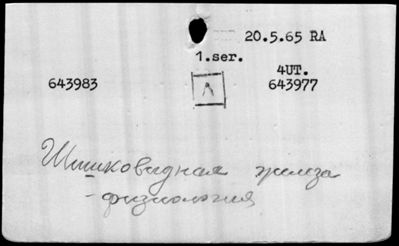 20.5.65 RA
1.ser.
4UT.
643983 A 643977
Шишковидная железа
- физиология